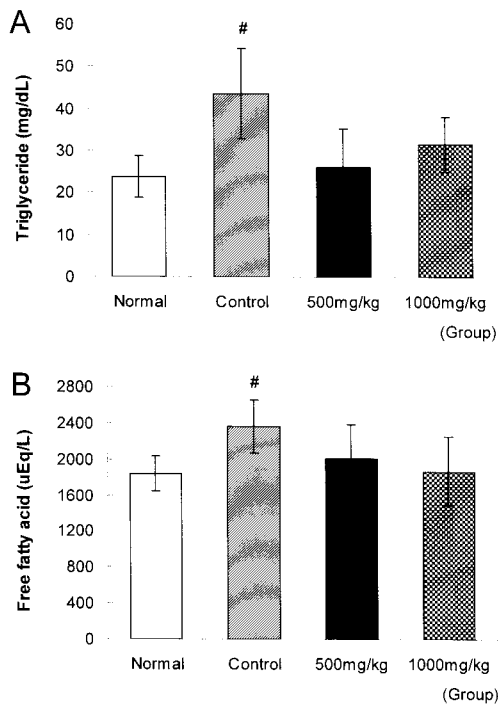 A
Triglyceride (mg/dL)
60
50
40
30
20
10
0
#
Normal
Control
500mg/kg
1000mg/kg
(Group)
B
Free fatty acid (uEq/L)
2800
2400
2000
1600
1200
800
400
0
#
Normal
Control
500mg/kg
1000mg/kg
(Group)